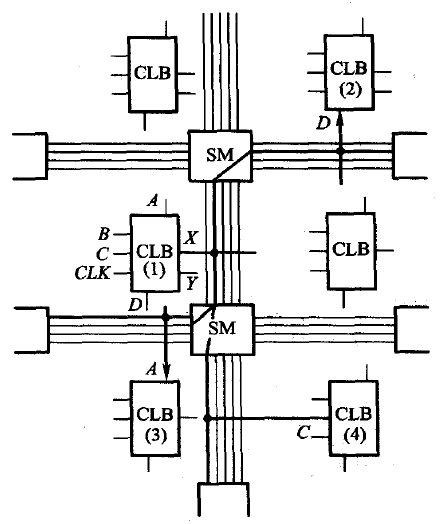 CLB
CLB
(2)
D
SM
A
B
C
CLK
CLB
(1)
X
Y
D
CLB
SM
A
CLB
(3)
C
CLB
(4)